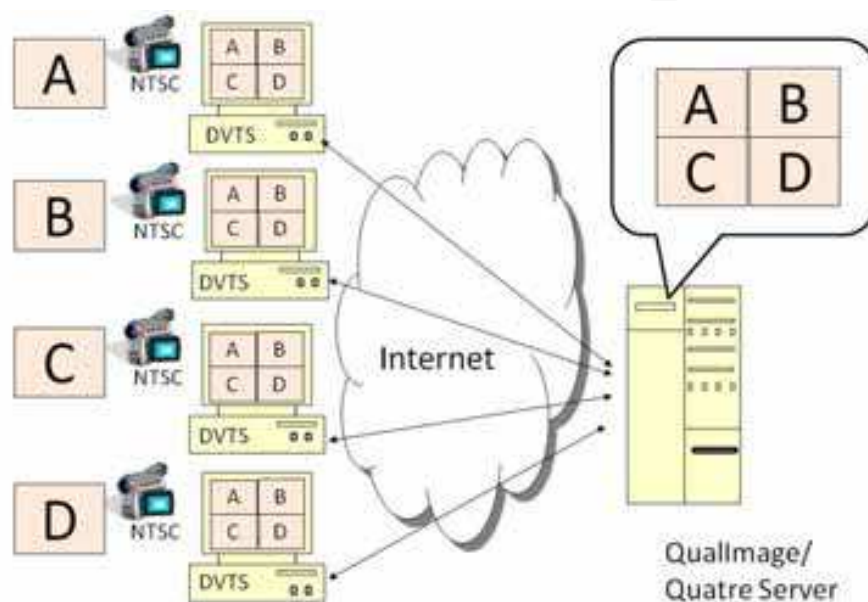 A
NTSC
A B
C D
DVTS
B
NTSC
A B
C D
DVTS
C
NTSC
A B
C D
DVTS
D
NTSC
A B
C D
DVTS
Internet
A B
C D
QualImage/
Quatre Server